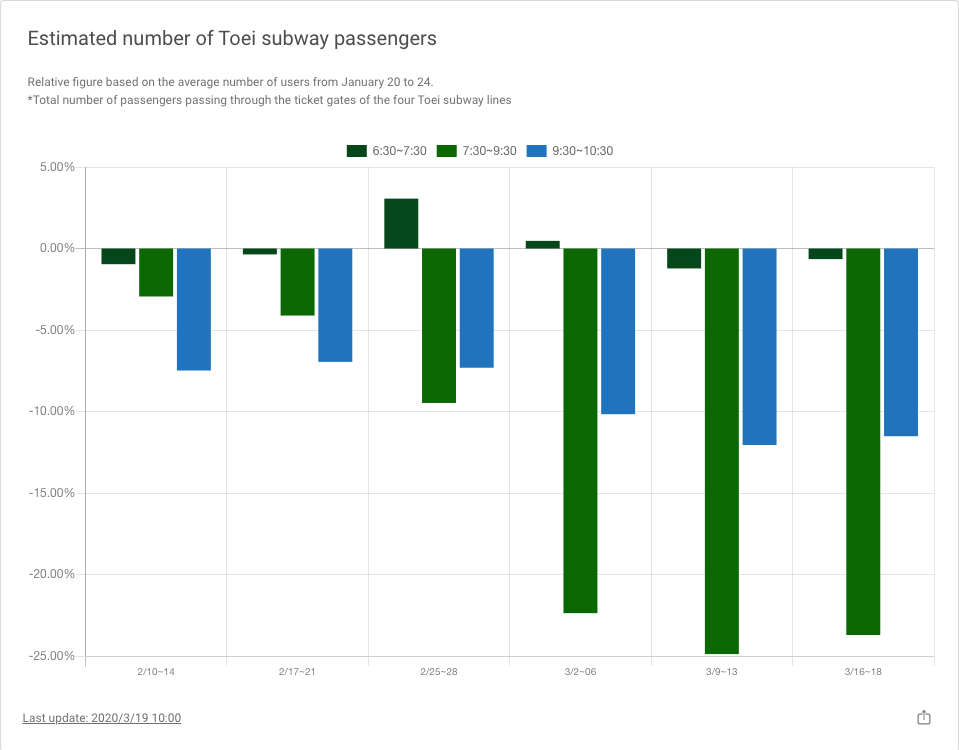 Estimated number of Toei subway passengers
Relative figure based on the average number of users from January 20 to 24.
*Total number of passengers passing through the ticket gates of the four Toei subway lines
6:30~7:30 7:30~9:30 9:30~10:30
5.00%
0.00%
-5.00%
-10.00%
-15.00%
-20.00%
-25.00%
2/10~14 2/17~21 2/25~28 3/2~06 3/9~13 3/16~18
Last update: 2020/3/19 10:00